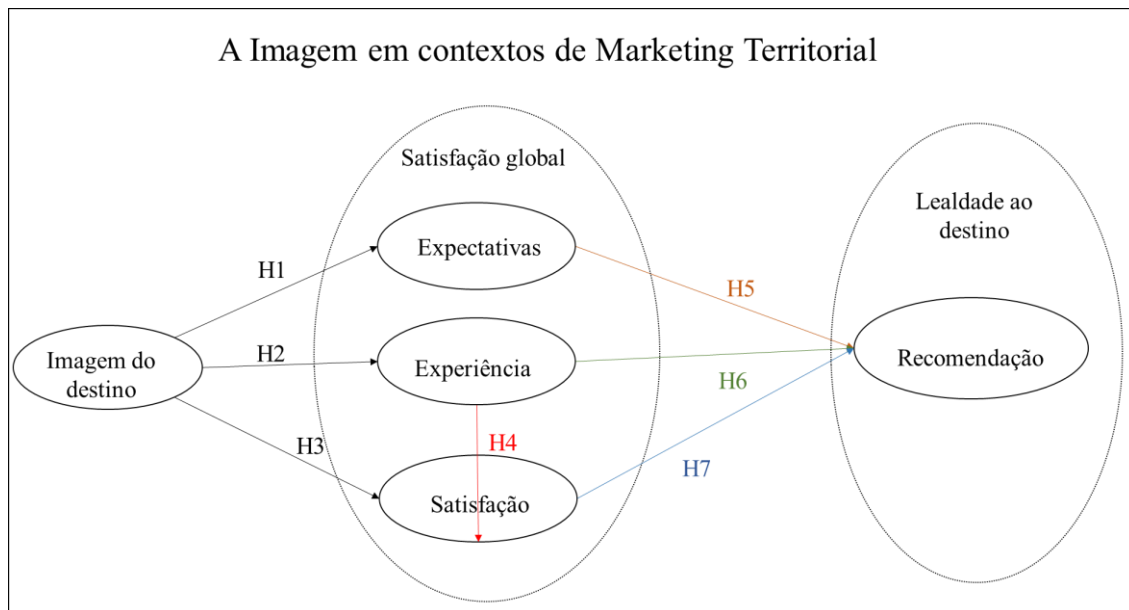 A Imagem em contextos de Marketing Territorial
Satisfação global
Lealdade ao
destino
Expectativas
H1
H5
Imagem do
destino
H2
Experiência
Recomendação
H6
H3
H4
H7
Satisfação